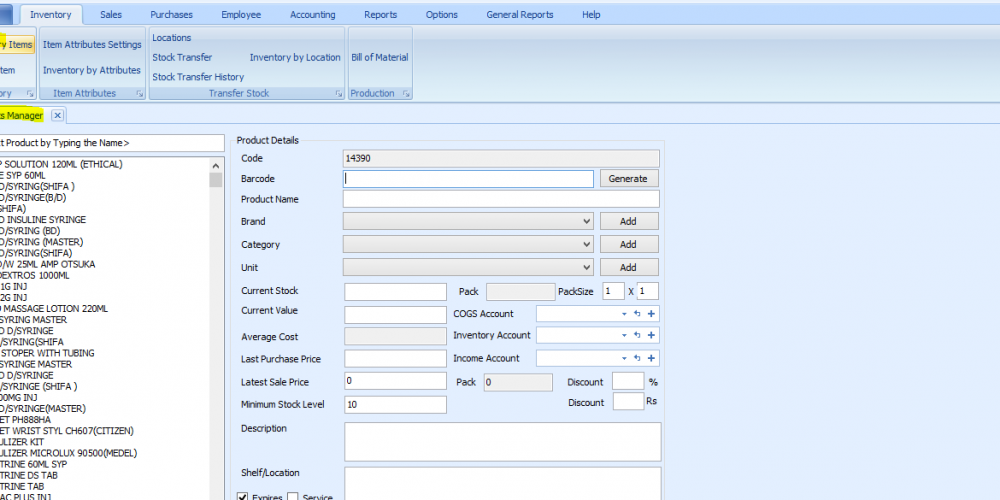 Inventory Sales Purchases Employee Accounting Reports Options General Reports Help
ry Items Item Attributes Settings Locations
Stock Transfer Inventory by Location Bill of Material
tem Inventory by Attributes Stock Transfer History
ory Item Attributes Transfer Stock Production
ts Manager
t Product by Typing the Name>
P SOLUTION 120ML (ETHICAL)
E SYP 60ML
D/SYRING(SHIFA )
D/SYRINGE(B/D)
SHIFA)
D INSULINE SYRINGE
D/SYRING (BD)
D/SYRING (MASTER)
D/SYRING(SHIFA)
D/W 25ML AMP OTSUKA
DEXTROS 1000ML
1G INJ
2G INJ
O MASSAGE LOTION 220ML
SYRING MASTER
D D/SYRINGE
D/SYRING(SHIFA
STOPER WITH TUBING
SYRINGE MASTER
D D/SYRINGE
D/SYRINGE (SHIFA )
00MG INJ
D/SYRINGE(MASTER)
ET PH888HA
ET WRIST STYL CH607(CITIZEN)
ULIZER KIT
ULIZER MICROLUX 90500(MEDEL)
TRINE 60ML SYP
TRINE DS TAB
TRINE TAB
AC PLUS INJ
Product Details
Code 14390
Barcode Generate
Product Name
Brand Add
Category Add
Unit Add
Current Stock Pack PackSize 1 X 1
Current Value COGS Account
Average Cost Inventory Account
Last Purchase Price Income Account
Latest Sale Price 0 Pack 0 Discount %
Minimum Stock Level 10 Discount Rs
Description
Shelf/Location
Expires Service